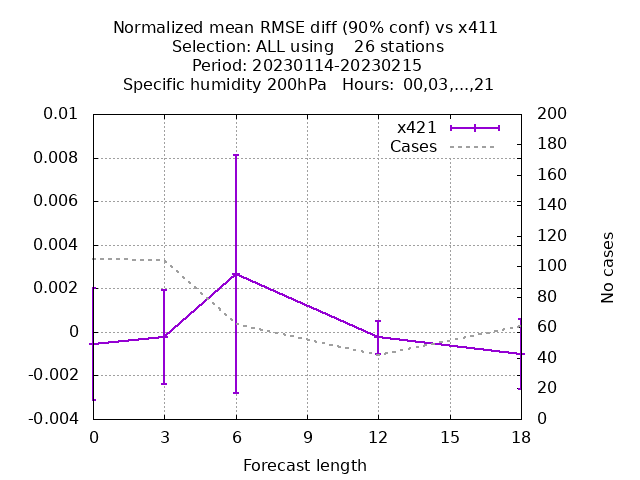 Normalized mean RMSE diff (90% conf) vs x411
Selection: ALL using    26 stations
Period: 20230114-20230215
Specific humidity 200hPa   Hours:  00,03,...,21
x421
Cases
0.01
0.008
0.006
0.004
0.002
0
-0.002
-0.004
200
180
160
140
120
100
80
60
40
20
0
No cases
0 3 6 9 12 15 18
Forecast length